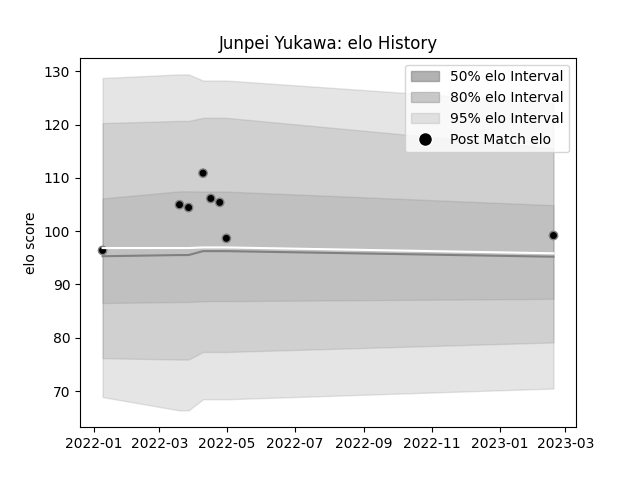 Junpei Yukawa: elo History
50% elo Interval
80% elo Interval
95% elo Interval
Post Match elo
elo score
130
120
110
100
90
80
70
2022-01 2022-03 2022-05 2022-07 2022-09 2022-11 2023-01 2023-03